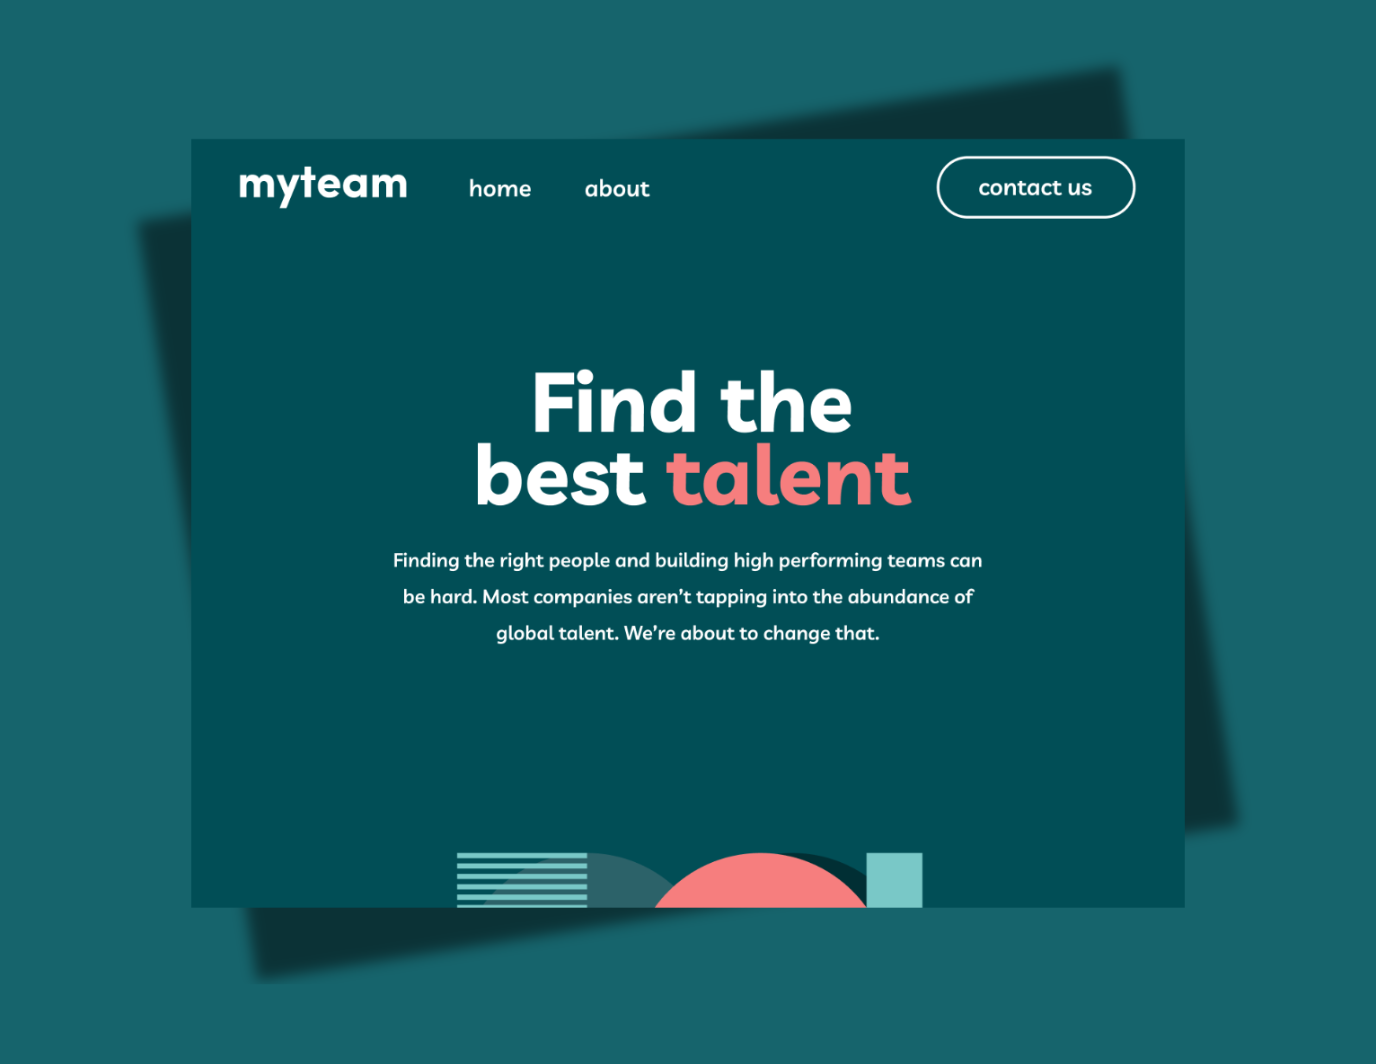 myteam
home
about
contact us
Find the
best talent
Finding the right people and building high performing teams can
be hard. Most companies aren’t tapping into the abundance of
global talent. We’re about to change that.